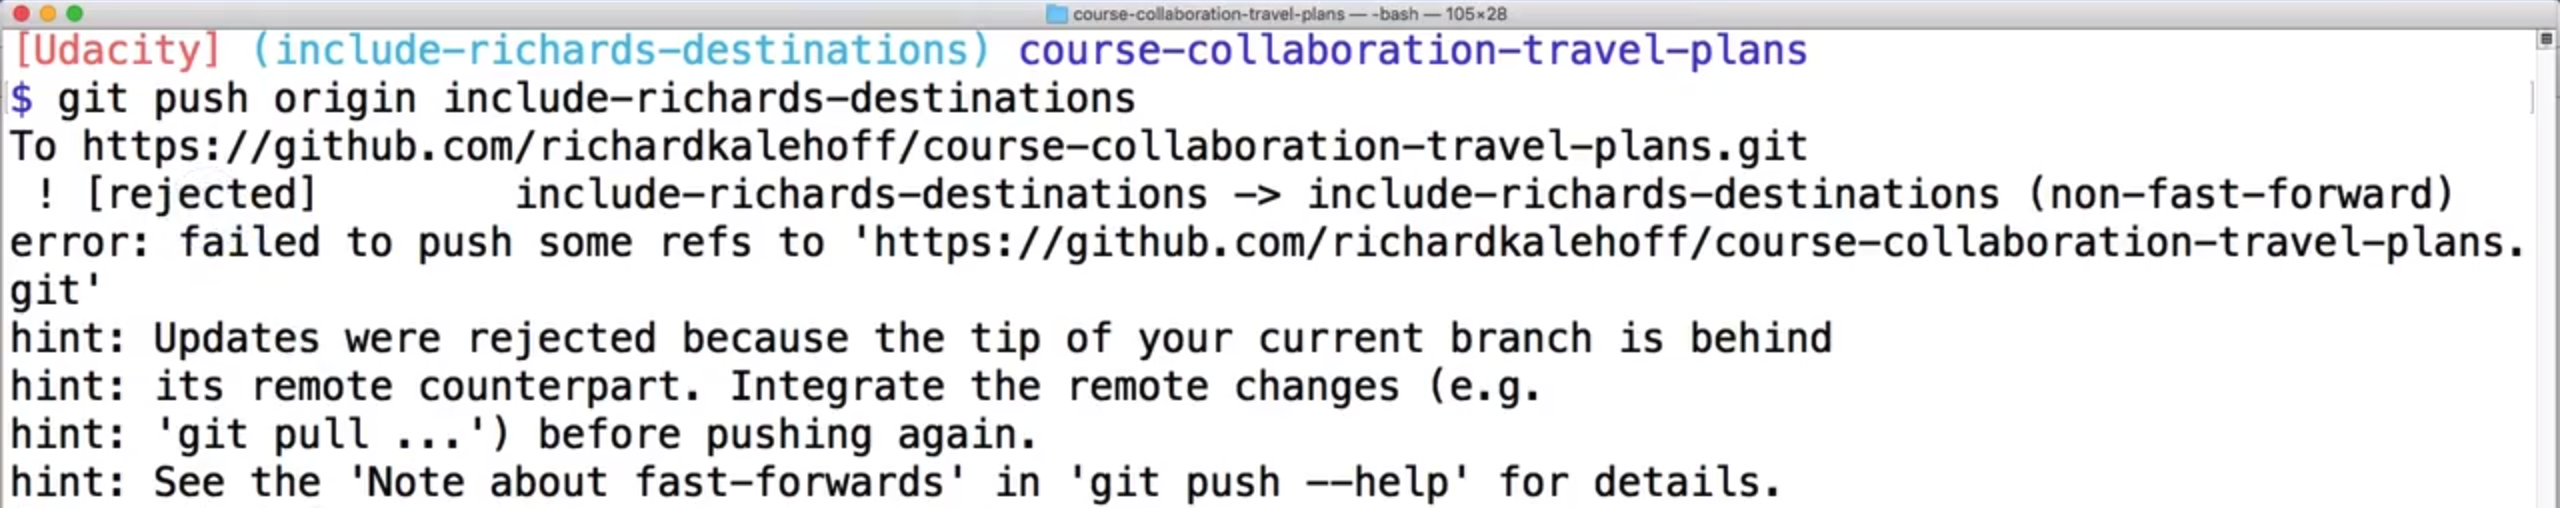 course-collaboration-travel-plans — -bash — 105×28
[Udacity] (include-richards-destinations) course-collaboration-travel-plans
$ git push origin include-richards-destinations
To https://github.com/richardkalehoff/course-collaboration-travel-plans.git
! [rejected] include-richards-destinations -> include-richards-destinations (non-fast-forward)
error: failed to push some refs to 'https://github.com/richardkalehoff/course-collaboration-travel-plans.
git'
hint: Updates were rejected because the tip of your current branch is behind
hint: its remote counterpart. Integrate the remote changes (e.g.
hint: 'git pull ...') before pushing again.
hint: See the 'Note about fast-forwards' in 'git push --help' for details.